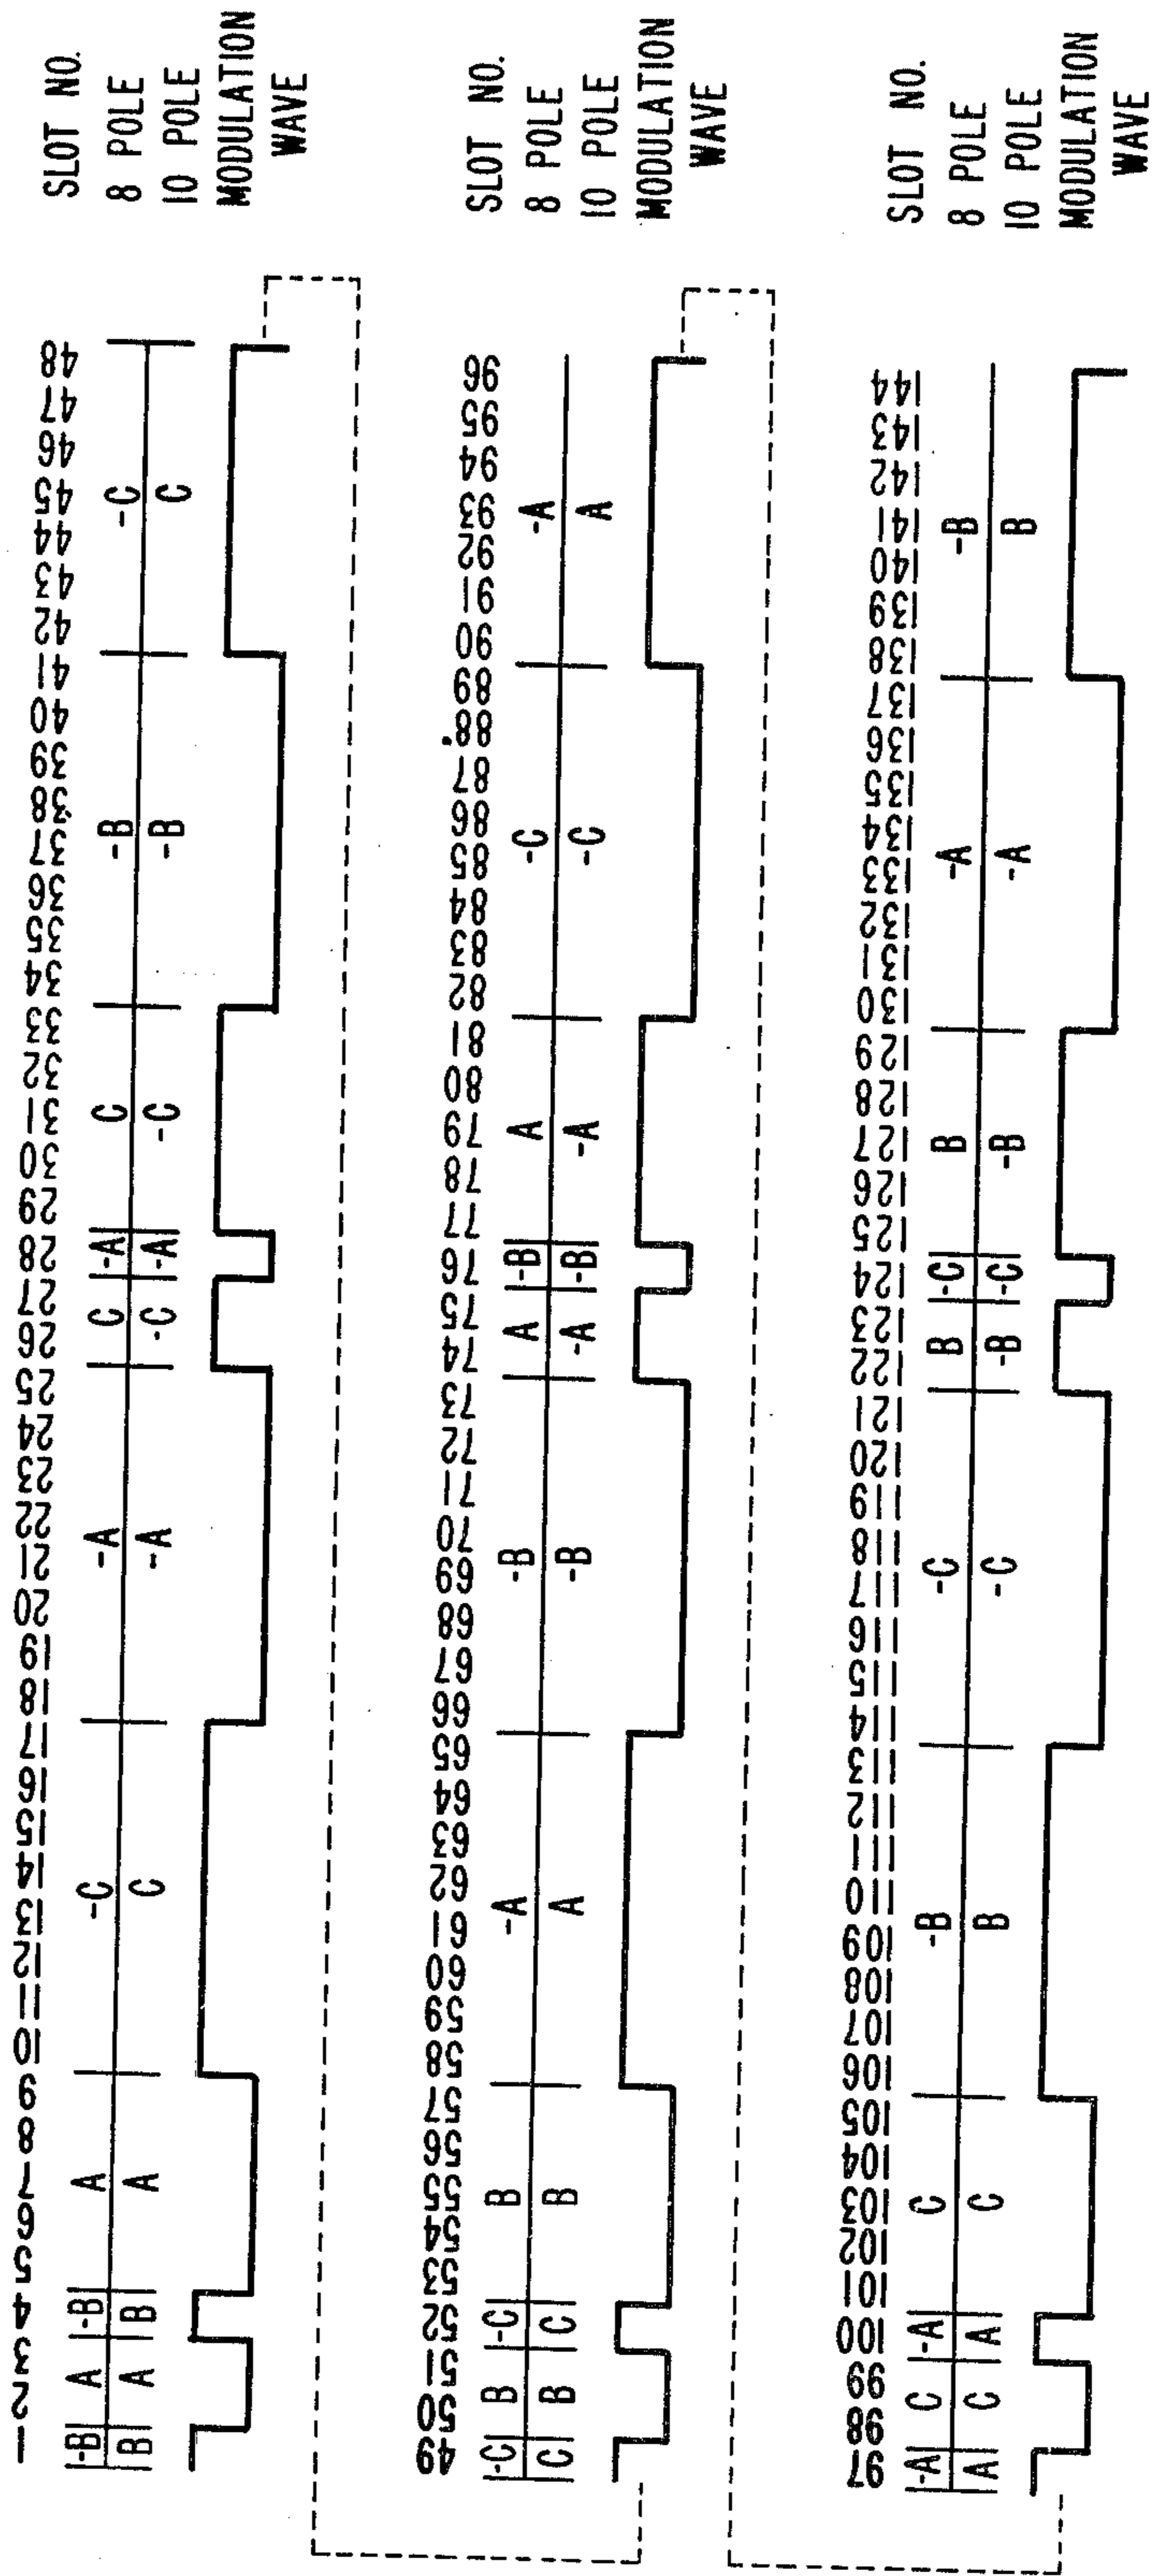 1 2 3 4 5 6 7 8 9 10 11 12 13 14 15 16 17 18 19 20 21 22 23 24 25 26 27 28 29 30 31 32 33 34 35 36 37 38 39 40 41 42 43 44 45 46 47 48 SLOT NO.
-B A -B A -C -A C -A C -B -C 8 POLE
B A B A C -A -C -A -C -B C 10 POLE
MODULATION
WAVE
49 50 51 52 53 54 55 56 57 58 59 60 61 62 63 64 65 66 67 68 69 70 71 72 73 74 75 76 77 78 79 80 81 82 83 84 85 86 87 88 89 90 91 92 93 94 95 96 SLOT NO.
-C B -C B -A -B A -B A -C -A 8 POLE
C B C B A -B -A -B -A -C A 10 POLE
MODULATION
WAVE
97 98 99 100 101 102 103 104 105 106 107 108 109 110 111 112 113 114 115 116 117 118 119 120 121 122 123 124 125 126 127 128 129 130 131 132 133 134 135 136 137 138 139 140 141 142 143 144 SLOT NO.
-A C -A C -B -C B -C B -A -B 8 POLE
A C A C B -C -B -C -B -A B 10 POLE
MODULATION
WAVE